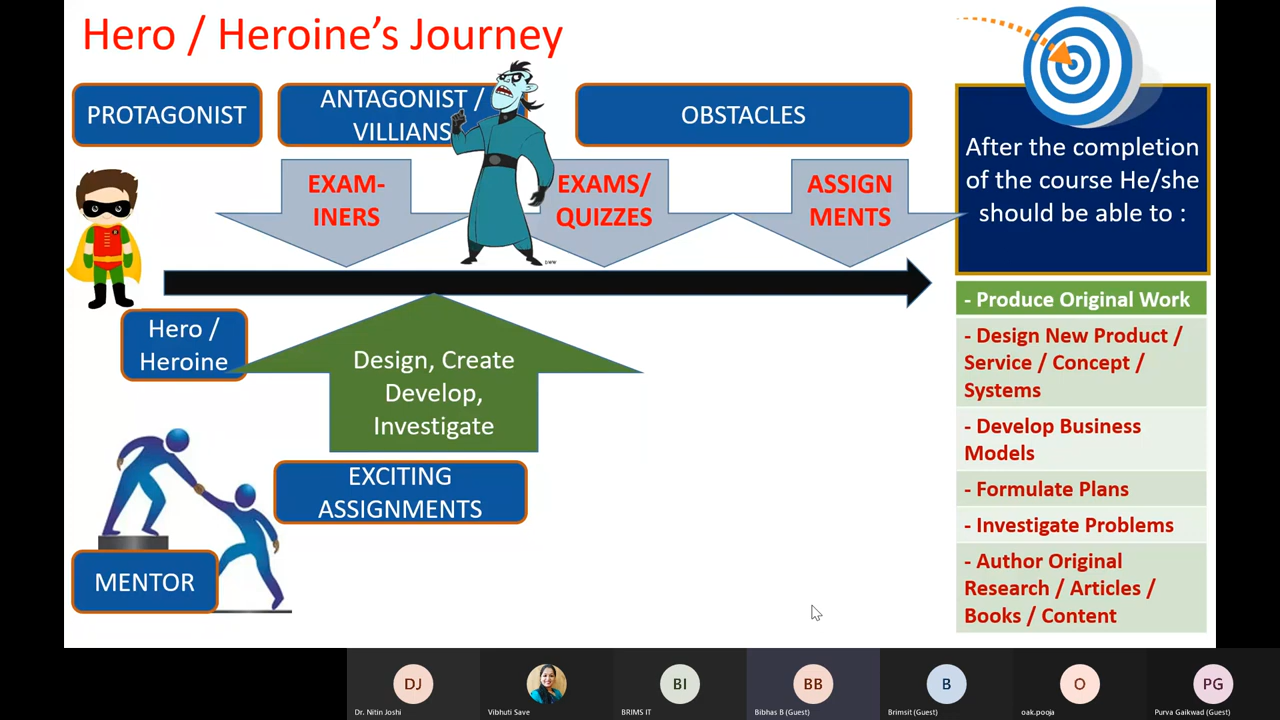 Hero / Heroine’s Journey
PROTAGONIST
ANTAGONIST /
VILLIANS
OBSTACLES
EXAM-
INERS
EXAMS/
QUIZZES
ASSIGN
MENTS
After the completion
of the course He/she
should be able to :
Hero /
Heroine
Design, Create
Develop,
Investigate
EXCITING
ASSIGNMENTS
MENTOR
- Produce Original Work
- Design New Product /
Service / Concept /
Systems
- Develop Business
Models
- Formulate Plans
- Investigate Problems
- Author Original
Research / Articles /
Books / Content
DJ
BI
BB
B
O
PG
Dr. Nitin Joshi
Vibhuti Save
BRIMS IT
Bibhas B (Guest)
Brimsit (Guest)
oak.pooja
Purva Gaikwad (Guest)